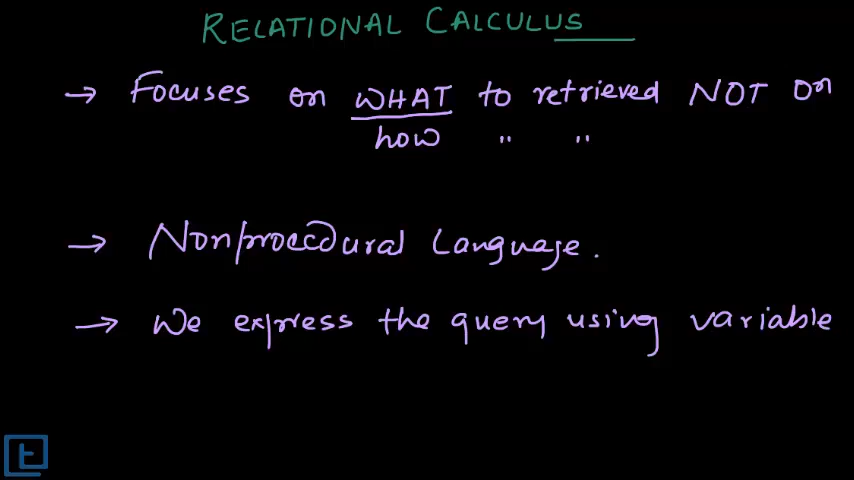 RELATIONAL CALCULUS
→ Focuses on WHAT to retrieved NOT on
how " "
→ Nonprocedural Language.
→ We express the query using variable
t